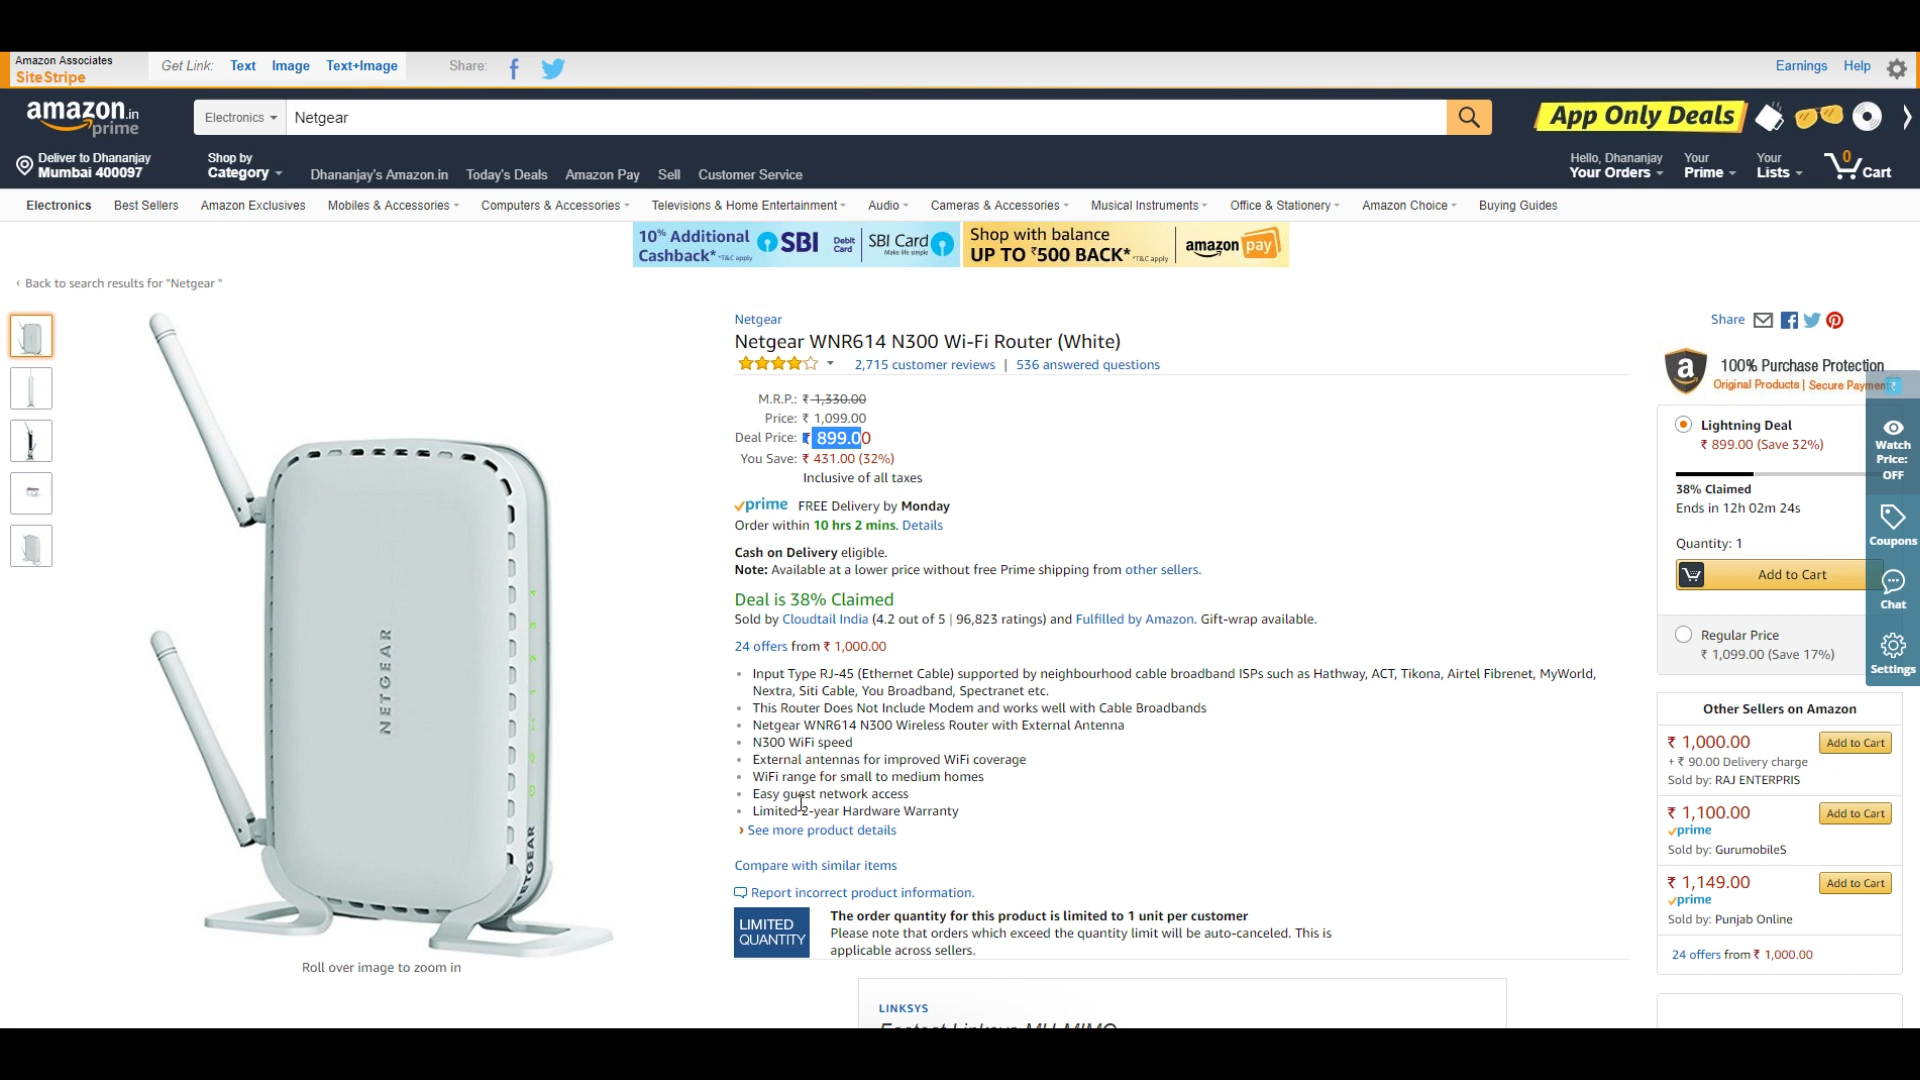 Amazon Associates
SiteStripe
Get Link: Text Image Text+Image Share:
Earnings Help
amazon.in
prime
Electronics Netgear
App Only Deals
Deliver to Dhananjay
Mumbai 400097
Shop by
Category
Dhananjay's Amazon.in Today's Deals Amazon Pay Sell Customer Service
Hello, Dhananjay
Your Orders
Your
Prime
Your
Lists
0
Cart
Electronics Best Sellers Amazon Exclusives Mobiles & Accessories Computers & Accessories Televisions & Home Entertainment Audio Cameras & Accessories Musical Instruments Office & Stationery Amazon Choice Buying Guides
10% Additional
Cashback* *T&C apply
SBI Debit Card
SBI Card
Make life simple
Shop with balance
UP TO ₹500 BACK* *T&C apply
amazon pay
‹ Back to search results for "Netgear "
Netgear
Netgear WNR614 N300 Wi-Fi Router (White)
2,715 customer reviews | 536 answered questions
M.R.P.: ₹ 1,330.00
Price: ₹ 1,099.00
Deal Price: ₹ 899.00
You Save: ₹ 431.00 (32%)
Inclusive of all taxes
prime FREE Delivery by Monday
Order within 10 hrs 2 mins. Details
Cash on Delivery eligible.
Note: Available at a lower price without free Prime shipping from other sellers.
Deal is 38% Claimed
Sold by Cloudtail India (4.2 out of 5 | 96,823 ratings) and Fulfilled by Amazon. Gift-wrap available.
24 offers from ₹ 1,000.00
• Input Type RJ-45 (Ethernet Cable) supported by neighbourhood cable broadband ISPs such as Hathway, ACT, Tikona, Airtel Fibrenet, MyWorld,
Nextra, Siti Cable, You Broadband, Spectranet etc.
• This Router Does Not Include Modem and works well with Cable Broadbands
• Netgear WNR614 N300 Wireless Router with External Antenna
• N300 WiFi speed
• External antennas for improved WiFi coverage
• WiFi range for small to medium homes
• Easy guest network access
• Limited 2-year Hardware Warranty
› See more product details
Compare with similar items
Report incorrect product information.
LIMITED
QUANTITY
The order quantity for this product is limited to 1 unit per customer
Please note that orders which exceed the quantity limit will be auto-canceled. This is
applicable across sellers.
LINKSYS
Fastest Linksys MU-MIMO
NETGEAR
Roll over image to zoom in
Share
a
100% Purchase Protection
Original Products | Secure Payment
Lightning Deal
₹ 899.00 (Save 32%)
38% Claimed
Ends in 12h 02m 24s
Quantity: 1
Add to Cart
Regular Price
₹ 1,099.00 (Save 17%)
Watch
Price:
OFF
Coupons
Chat
Settings
Other Sellers on Amazon
₹ 1,000.00 Add to Cart
+ ₹ 90.00 Delivery charge
Sold by: RAJ ENTERPRIS
₹ 1,100.00 Add to Cart
prime
Sold by: GurumobileS
₹ 1,149.00 Add to Cart
prime
Sold by: Punjab Online
24 offers from ₹ 1,000.00